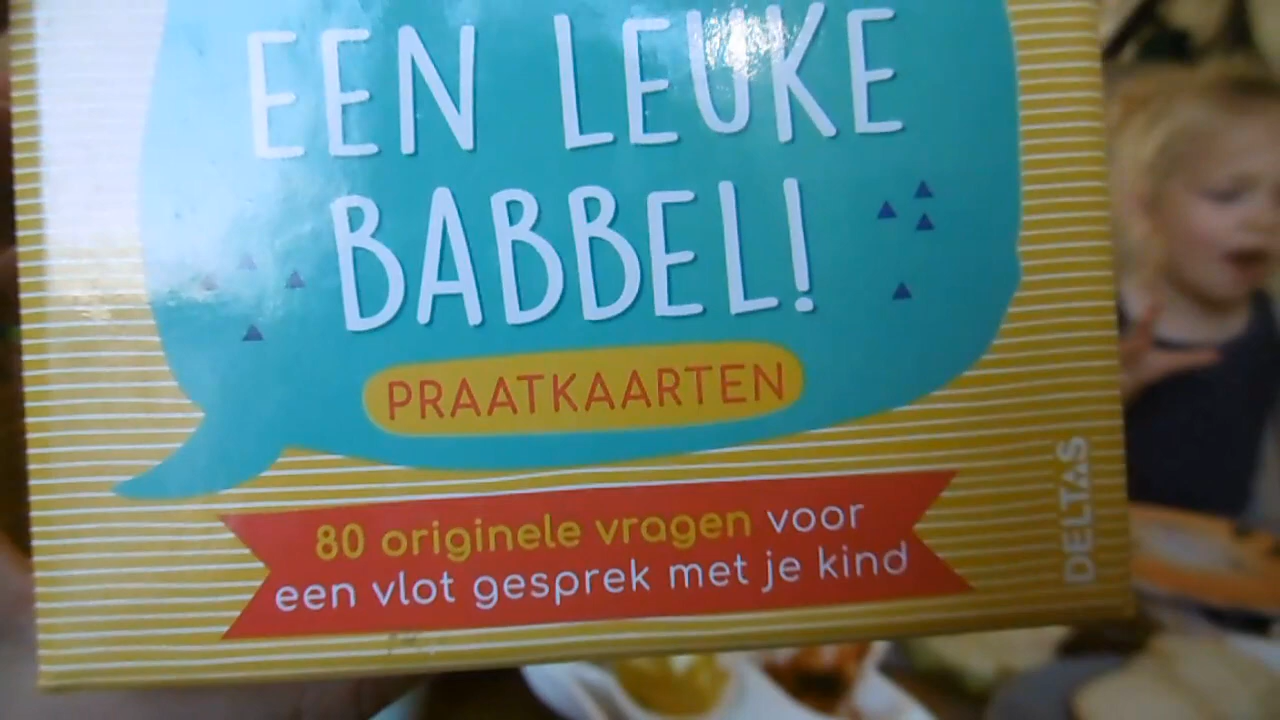 EEN LEUKE
BABBEL!
PRAATKAARTEN
80 originele vragen voor
een vlot gesprek met je kind
DELTAS